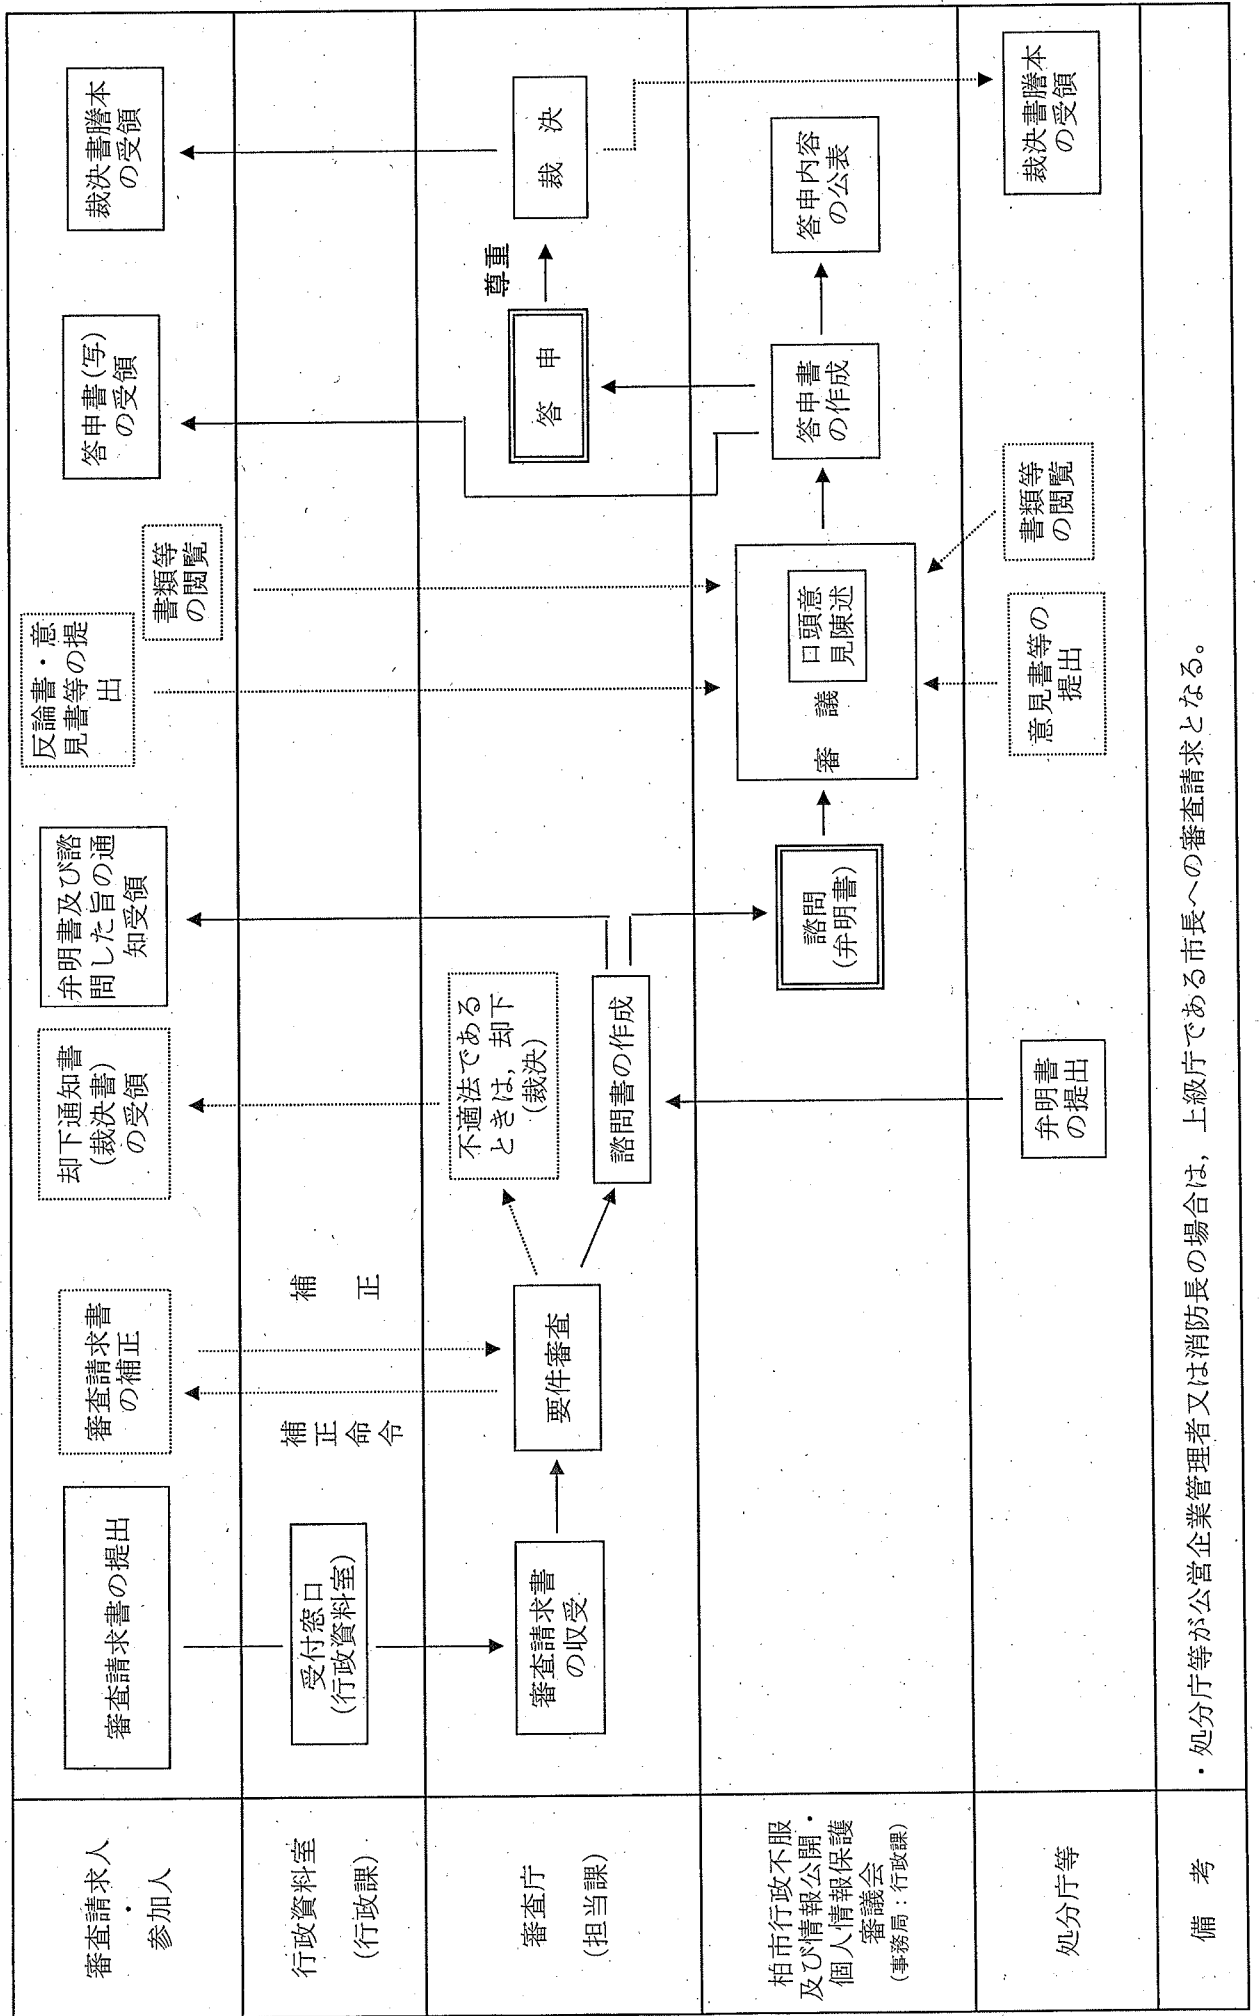 審査請求人
・
参加人
審査請求書の提出
審査請求書
の補正
却下通知書
(裁決書)
の受領
弁明書及び諮
問した旨の通
知受領
反論書・意
見書等の提
出
書類等
の閲覧
答申書(写)
の受領
裁決書謄本
の受領
行政資料室
(行政課)
受付窓口
(行政資料室)
補正命令
補正
審査庁
(担当課)
審査請求書
の収受
要件審査
不適法である
ときは，却下
(裁決)
諮問書の作成
答申
尊重
裁決
柏市行政不服
及び情報公開・
個人情報保護
審議会
(事務局：行政課)
諮問
(弁明書)
審議
口頭意
見陳述
答申書
の作成
答申内容
の公表
処分庁等
弁明書
の提出
意見書等の
提出
書類等
の閲覧
裁決書謄本
の受領
備考
・処分庁等が公営企業管理者又は消防長の場合は，上級庁である市長への審査請求となる。